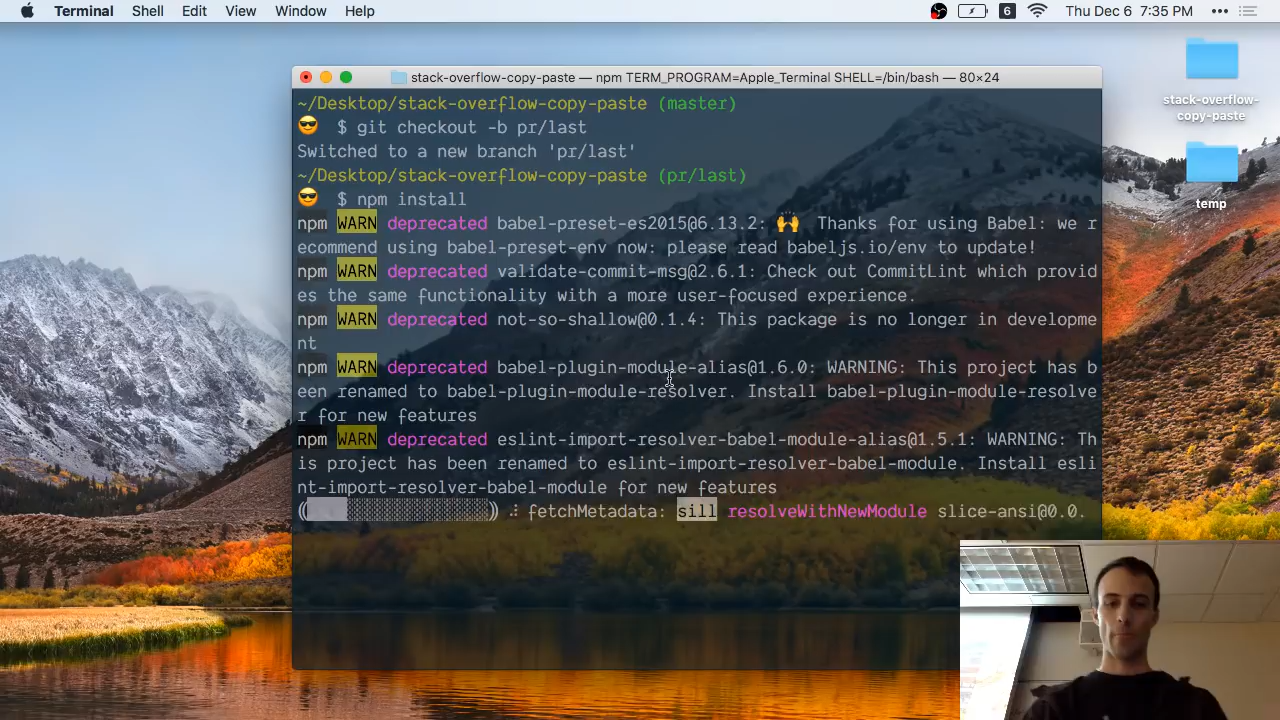 Terminal Shell Edit View Window Help
6 Thu Dec 6 7:35 PM
stack-overflow-copy-paste — npm TERM_PROGRAM=Apple_Terminal SHELL=/bin/bash — 80×24
~/Desktop/stack-overflow-copy-paste (master)
😎 $ git checkout -b pr/last
Switched to a new branch 'pr/last'
~/Desktop/stack-overflow-copy-paste (pr/last)
😎 $ npm install
npm WARN deprecated babel-preset-es2015@6.13.2: 🙌 Thanks for using Babel: we r
ecommend using babel-preset-env now: please read babeljs.io/env to update!
npm WARN deprecated validate-commit-msg@2.6.1: Check out CommitLint which provid
es the same functionality with a more user-focused experience.
npm WARN deprecated not-so-shallow@0.1.4: This package is no longer in developme
nt
npm WARN deprecated babel-plugin-module-alias@1.6.0: WARNING: This project has b
een renamed to babel-plugin-module-resolver. Install babel-plugin-module-resolve
r for new features
npm WARN deprecated eslint-import-resolver-babel-module-alias@1.5.1: WARNING: Th
is project has been renamed to eslint-import-resolver-babel-module. Install esli
nt-import-resolver-babel-module for new features
fetchMetadata: sill resolveWithNewModule slice-ansi@0.0.
stack-overflow-
copy-paste
temp